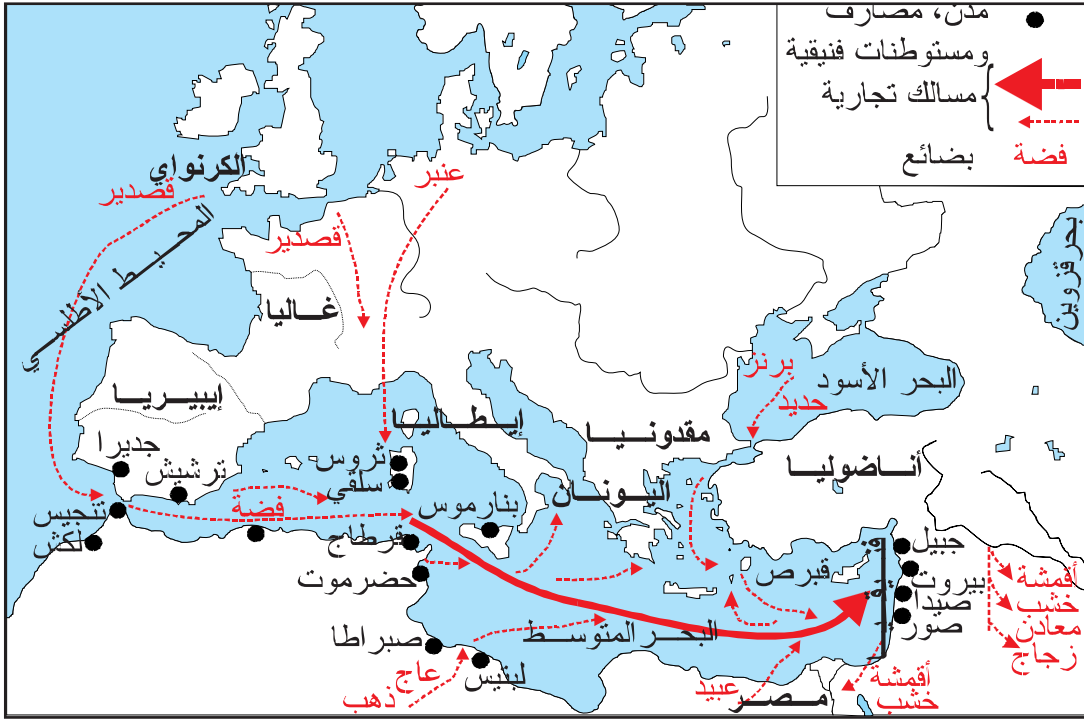 مدن، مصارف
ومستوطنات فنيقية
مسالك تجارية
فضة بضائع
الكرنواي
قصدير
عنبر
المحيط الأطلسي
قصدير
غاليا
بحر قزوين
برنز
حديد
البحر الأسود
إيبيريا
إيطاليا
مقدونيا
أناضوليا
جديرا
ترشيش
ثروس
سلقي
اليونان
بنارموس
تنجيس
فضة
لكش
قرطاج
حضرموت
قبرص
جبيل
بيروت
صيدا
صور
أقمشة
خشب
معادن
زجاج
البحر المتوسط
صبراطا
لبتيس
عاج
ذهب
عبيد
مصر
أقمشة
خشب